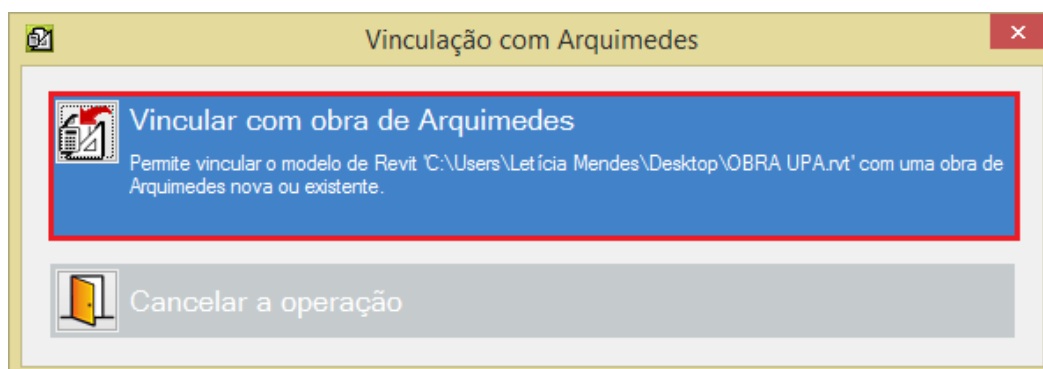 Vinculação com Arquimedes
Vincular com obra de Arquimedes
Permite vincular o modelo de Revit 'C:\Users\Letícia Mendes\Desktop\OBRA UPA.rvt' com uma obra de
Arquimedes nova ou existente.
Cancelar a operação